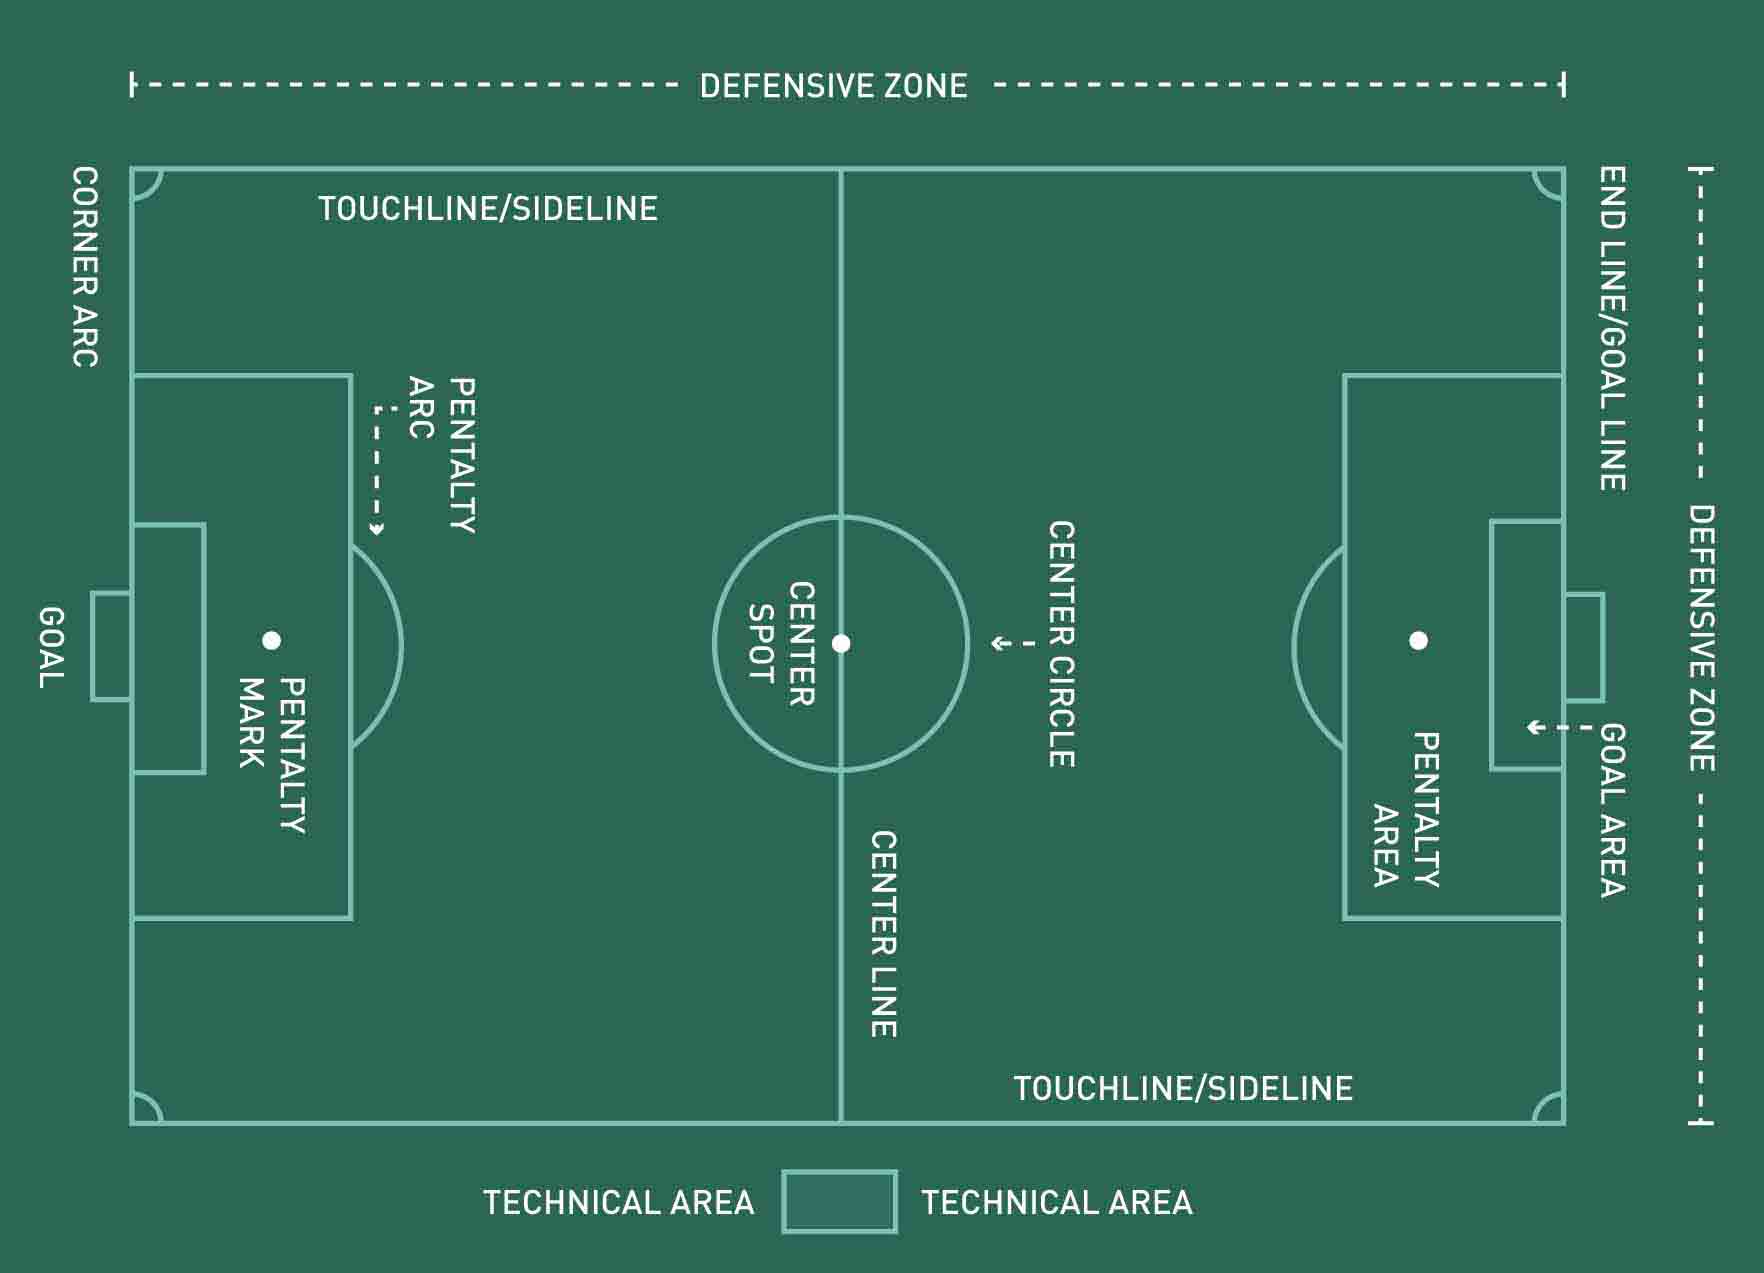 DEFENSIVE ZONE
CORNER ARC
TOUCHLINE/SIDELINE
END LINE/GOAL LINE
PENTALTY
ARC
DEFENSIVE ZONE
CENTER CIRCLE
CENTER
SPOT
GOAL
PENTALTY
MARK
PENTALTY
AREA
GOAL AREA
CENTER LINE
TOUCHLINE/SIDELINE
TECHNICAL AREA
TECHNICAL AREA